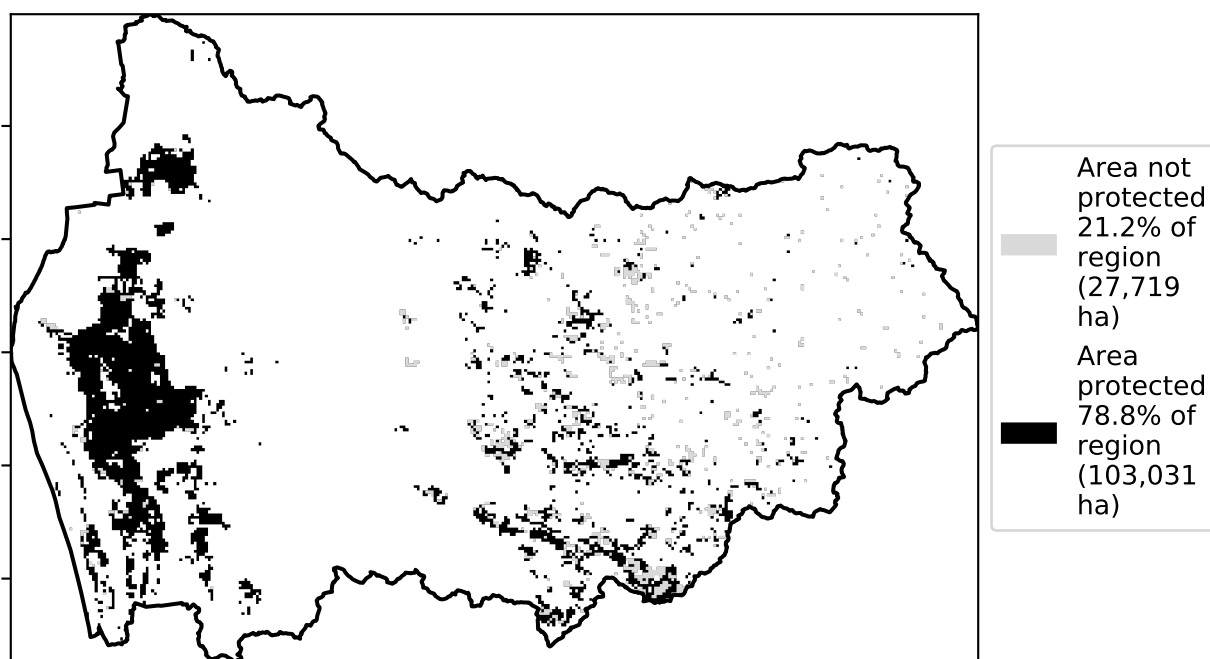 Area not
protected
21.2% of
region
(27,719
ha)
Area
protected
78.8% of
region
(103,031
ha)